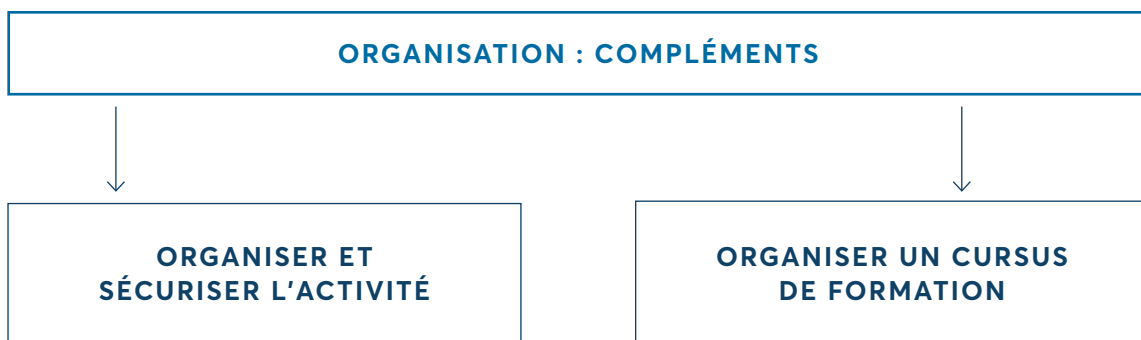 ORGANISATION : COMPLÉMENTS
ORGANISER ET
SÉCURISER L'ACTIVITÉ
ORGANISER UN CURSUS
DE FORMATION